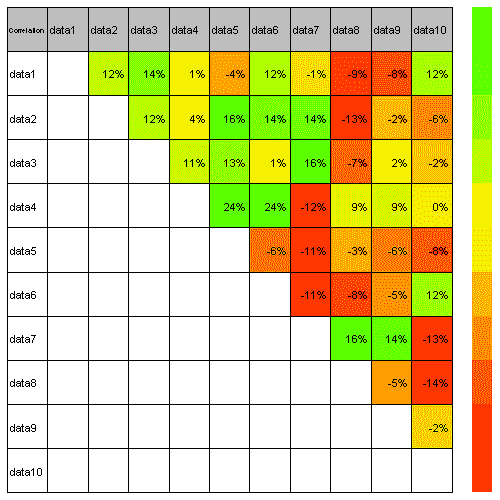 Correlation data1 data2 data3 data4 data5 data6 data7 data8 data9 data10
data1 12% 14% 1% -4% 12% -1% -9% -8% 12%
data2 12% 4% 16% 14% 14% -13% -2% -6%
data3 11% 13% 1% 16% -7% 2% -2%
data4 24% 24% -12% 9% 9% 0%
data5 -6% -11% -3% -6% -8%
data6 -11% -8% -5% 12%
data7 16% 14% -13%
data8 -5% -14%
data9 -2%
data10